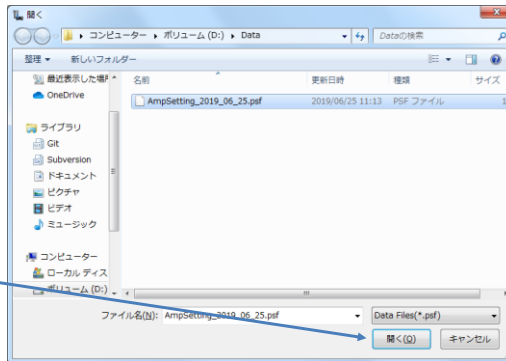 開く
コンピューター ▸ ボリューム (D:) ▸ Data
Dataの検索
整理 ▾ 新しいフォルダー
最近表示した場所
OneDrive
ライブラリ
Git
Subversion
ドキュメント
ピクチャ
ビデオ
ミュージック
コンピューター
ローカル ディス
ボリューム (D:)
名前 更新日時 種類 サイズ
AmpSetting_2019_06_25.psf 2019/06/25 11:13 PSF ファイル 1
ファイル名(N): AmpSetting_2019_06_25.psf Data Files(*.psf)
開く(O) キャンセル